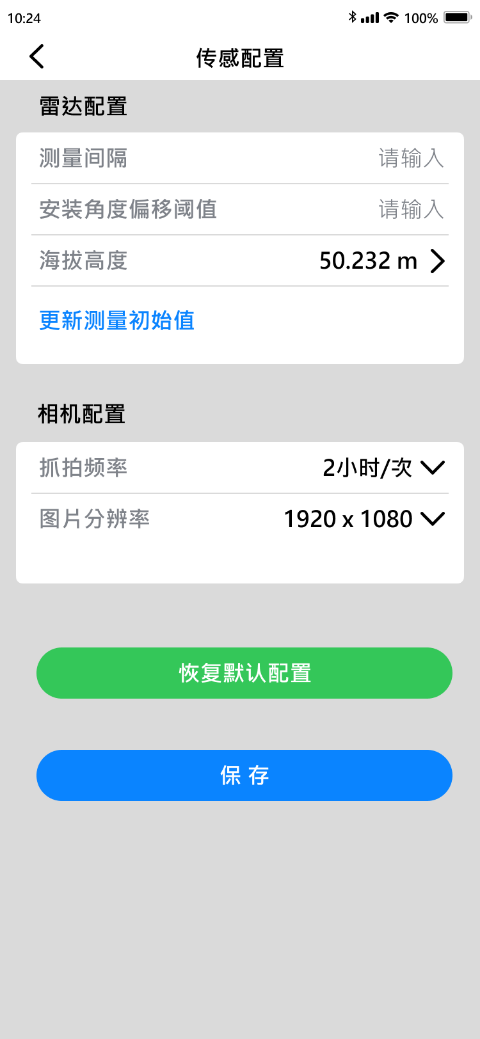 10:24
100%
传感配置
雷达配置
测量间隔 请输入
安装角度偏移阈值 请输入
海拔高度 50.232 m
更新测量初始值
相机配置
抓拍频率 2小时/次
图片分辨率 1920 x 1080
恢复默认配置
保 存